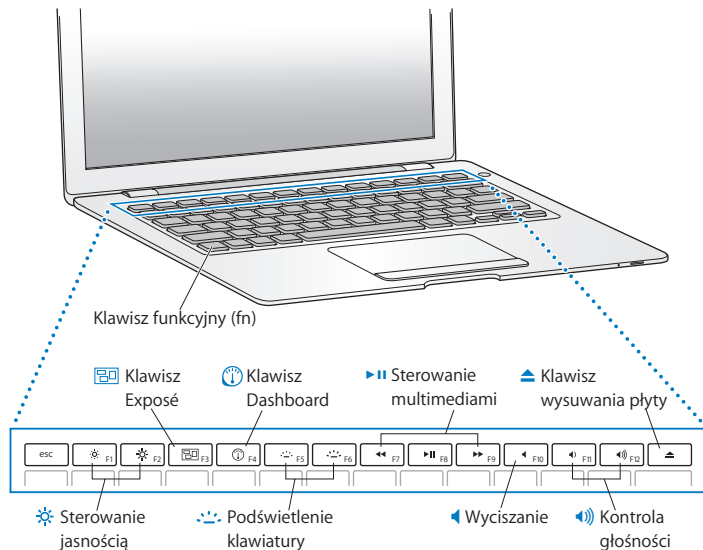 Klawisz funkcyjny (fn)
Klawisz
Exposé
Klawisz
Dashboard
Sterowanie
multimediami
Klawisz
wysuwania płyty
esc F1 F2 F3 F4 F5 F6 F7 F8 F9 F10 F11 F12
Sterowanie
jasnością
Podświetlenie
klawiatury
Wyciszanie
Kontrola
głośności